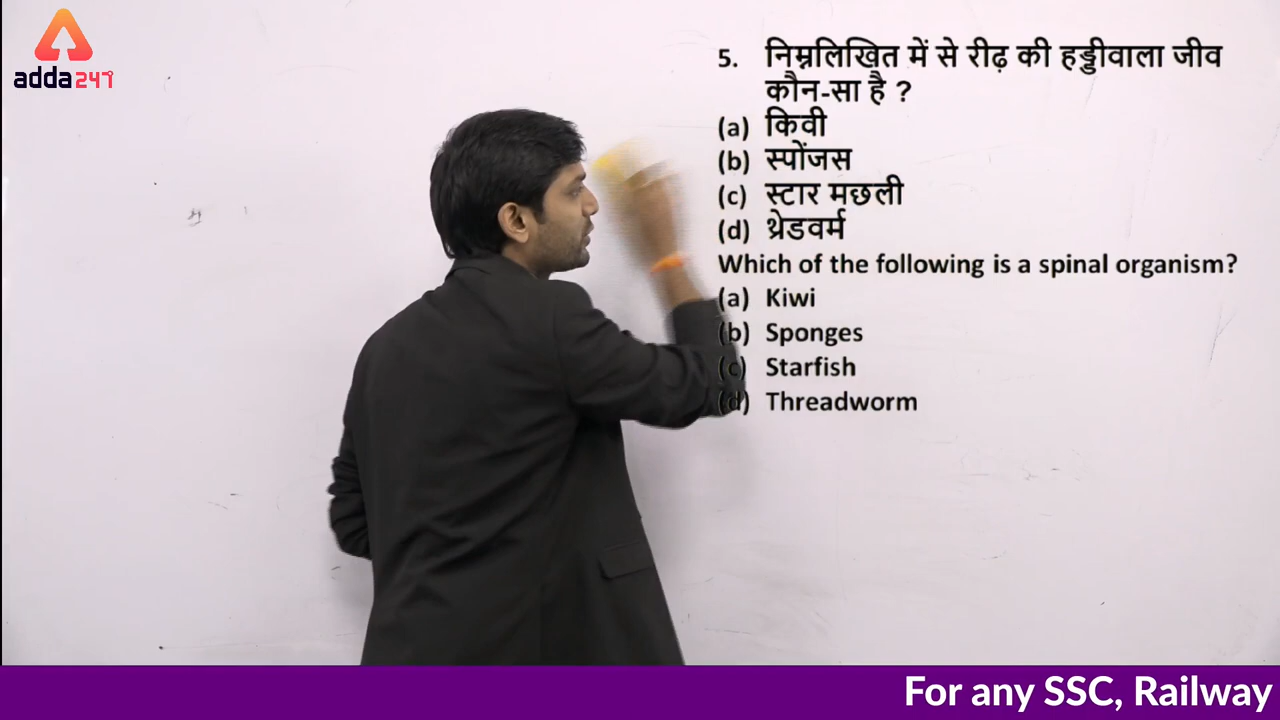 adda247
5. निम्नलिखित में से रीढ़ की हड्डीवाला जीव
कौन-सा है ?
(a) किवी
(b) स्पोंजस
(c) स्टार मछली
(d) थ्रेडवर्म
Which of the following is a spinal organism?
(a) Kiwi
(b) Sponges
(c) Starfish
(d) Threadworm
For any SSC, Railway